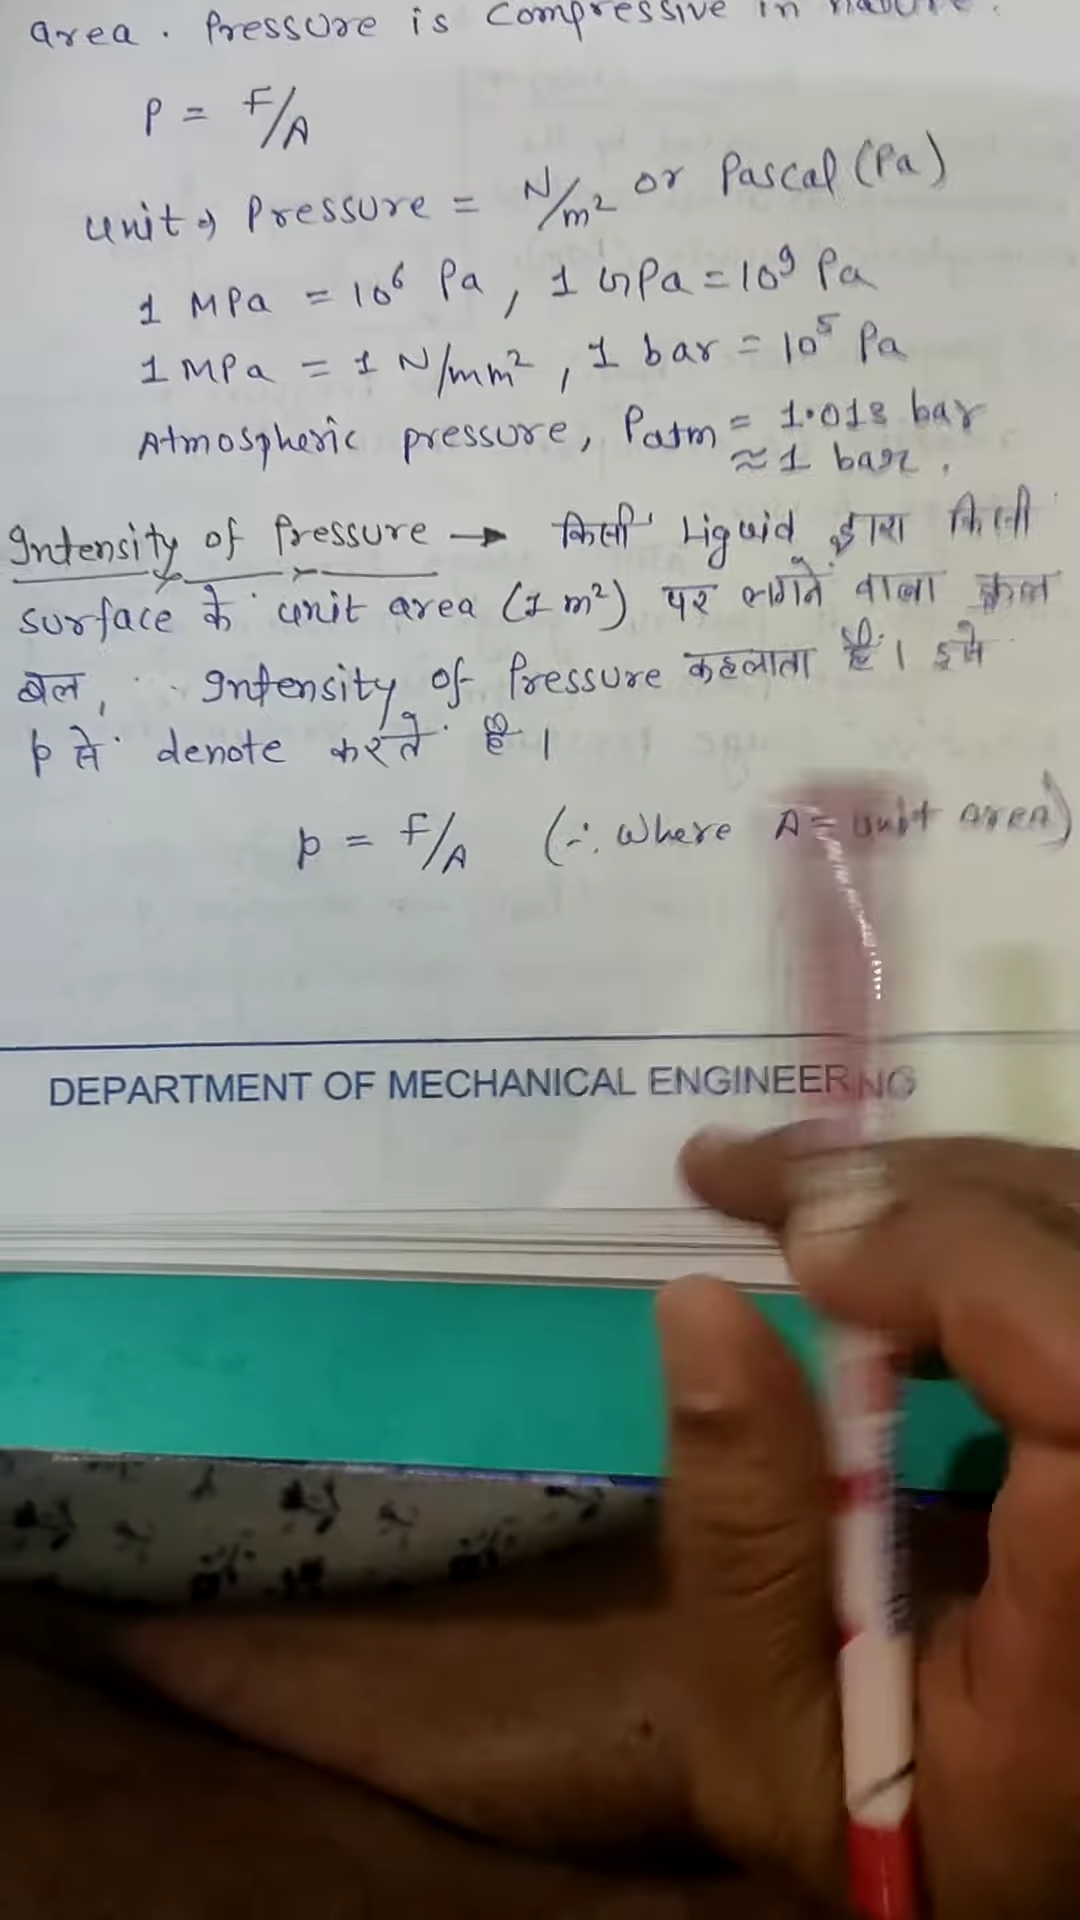 area. Pressure is compressive in nature.
P = F/A
unit → Pressure = N/m² or Pascal (Pa)
1 MPa = 10⁶ Pa, 1 GPa = 10⁹ Pa
1 MPa = 1 N/mm², 1 bar = 10⁵ Pa
Atmospheric pressure, Patm = 1.013 bar
≈ 1 bar.
Intensity of Pressure → किसी Liquid द्वारा किसी
surface के unit area (1 m²) पर लगने वाला कुल
बल, Intensity of Pressure कहलाता है। इसे
p से denote करते है।
p = F/A (∴ where A = unit area)
DEPARTMENT OF MECHANICAL ENGINEERING